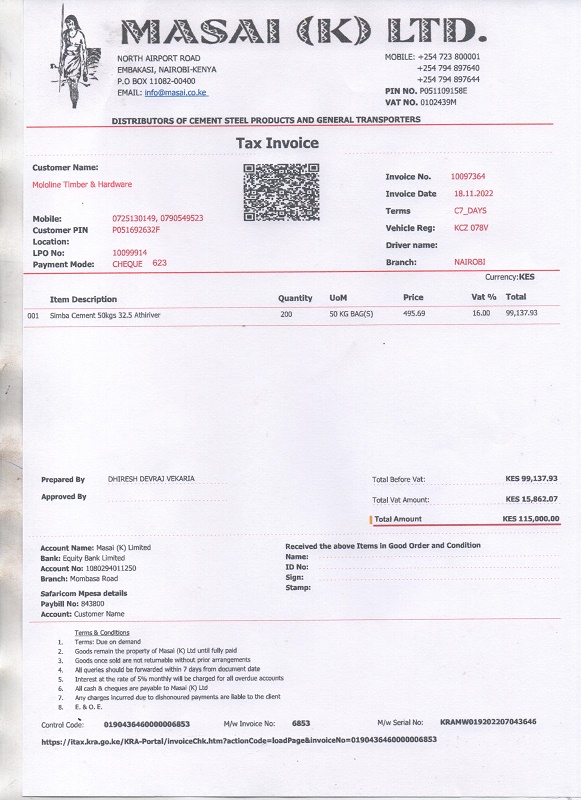 MASAI (K) LTD.
NORTH AIRPORT ROAD
EMBAKASI, NAIROBI-KENYA
P.O BOX 11082-00400
EMAIL: info@masai.co.ke
MOBILE: +254 723 800001
+254 794 897640
+254 794 897644
PIN NO. P051109158E
VAT NO. 0102439M
DISTRIBUTORS OF CEMENT STEEL PRODUCTS AND GENERAL TRANSPORTERS
Tax Invoice
Customer Name:
Mololine Timber & Hardware
Mobile: 0725130149, 0790549523
Customer PIN P051692632F
Location:
LPO No: 10099914
Payment Mode: CHEQUE 623
Invoice No. 10097364
Invoice Date 18.11.2022
Terms C7_DAYS
Vehicle Reg: KCZ 078V
Driver name:
Branch: NAIROBI
Currency:KES
Item Description Quantity UoM Price Vat % Total
001 Simba Cement 50kgs 32.5 Athiriver 200 50 KG BAG(S) 495.69 16.00 99,137.93
Prepared By DHIRESH DEVRAJ VEKARIA
Approved By
Total Before Vat: KES 99,137.93
Total Vat Amount: KES 15,862.07
Total Amount KES 115,000.00
Account Name: Masai (K) Limited
Bank: Equity Bank Limited
Account No: 1080294011250
Branch: Mombasa Road
Safaricom Mpesa details
Paybill No: 843800
Account: Customer Name
Received the above Items in Good Order and Condition
Name:
ID No:
Sign:
Stamp:
Terms & Conditions
1. Terms: Due on demand
2. Goods remain the property of Masai (K) Ltd until fully paid
3. Goods once sold are not returnable without prior arrangements
4. All queries should be forwarded within 7 days from document date
5. Interest at the rate of 5% monthly will be charged for all overdue accounts
6. All cash & cheques are payable to Masai (K) Ltd
7. Any charges incurred due to dishonoured payments are liable to the client
8. E. & O. E.
Control Code: 0190436460000006853 M/w Invoice No: 6853 M/w Serial No: KRAMW019202207043646
https://itax.kra.go.ke/KRA-Portal/invoiceChk.htm?actionCode=loadPage&invoiceNo=0190436460000006853